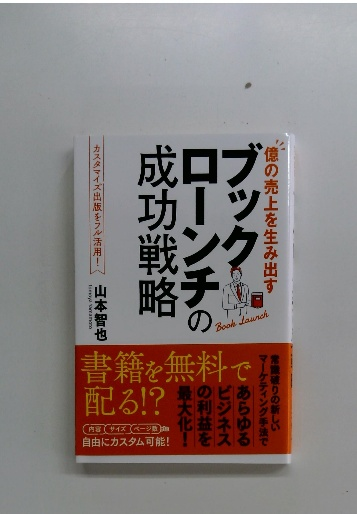 億の売上を生み出す
ブック
ローンチの
成功戦略
Book Launch
カスタマイズ出版をフル活用!
山本智也
常識破りの新しい
マーケティング手法で
あらゆる
ビジネス
の利益を
最大化!
書籍を無料で
配る!?
内容 サイズ ページ数
自由にカスタム可能!